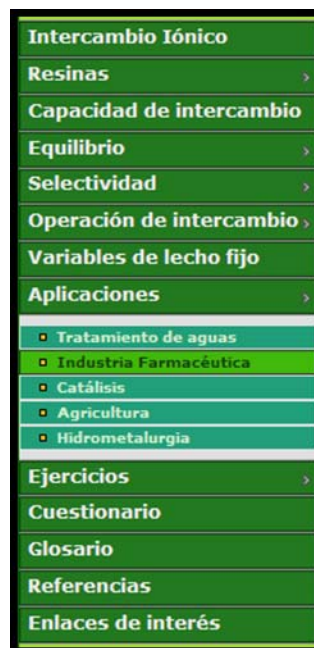 Intercambio Iónico
Resinas
Capacidad de intercambio
Equilibrio
Selectividad
Operación de intercambio
Variables de lecho fijo
Aplicaciones
Tratamiento de aguas
Industria Farmacéutica
Catálisis
Agricultura
Hidrometalurgia
Ejercicios
Cuestionario
Glosario
Referencias
Enlaces de interés